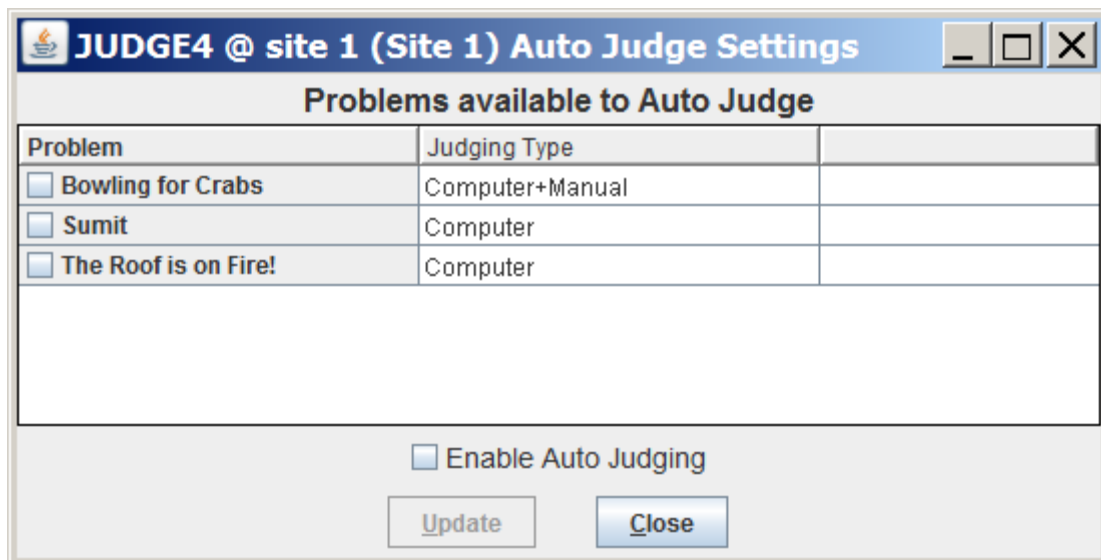 JUDGE4 @ site 1 (Site 1) Auto Judge Settings
Problems available to Auto Judge
Problem Judging Type
Bowling for Crabs Computer+Manual
Sumit Computer
The Roof is on Fire! Computer
Enable Auto Judging
Update Close